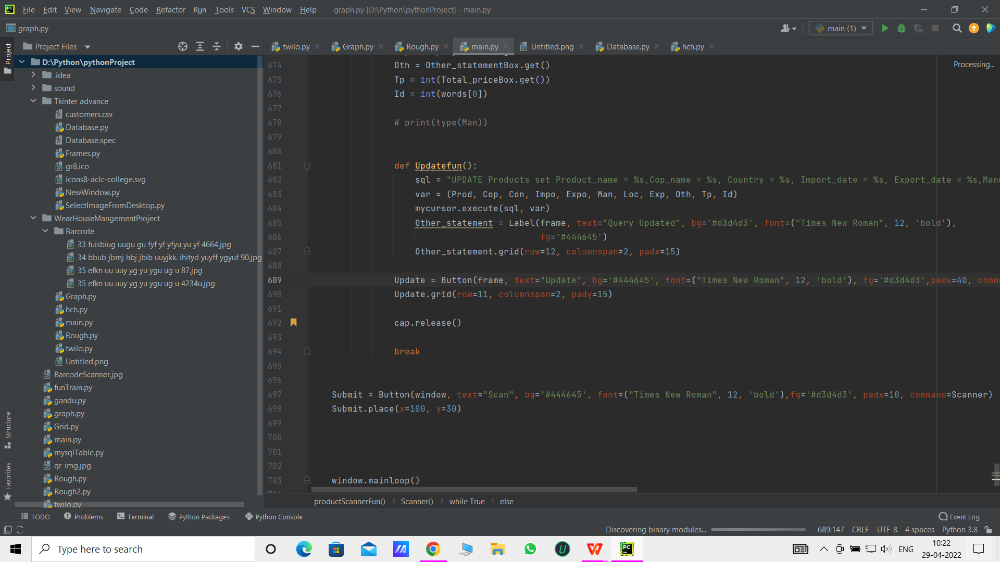 File Edit View Navigate Code Refactor Run Tools VCS Window Help graph.py [D:\Python\pythonProject] - main.py
graph.py main (1)
Project Files twilo.py Graph.py Rough.py main.py Untitled.png Database.py hch.py
Project
D:\Python\pythonProject
.idea
sound
Tkinter advance
customers.csv
Database.py
Database.spec
Frames.py
gr8.ico
icons8-aclc-college.svg
NewWindow.py
SelectImageFromDesktop.py
WearHouseMangementProject
Barcode
33 fuisbiug uugu gu fyf yf yfyu yu yf 4664.jpg
34 bbub jbmj hbj jbib uuyjkk. ihityd yuyff ygyuf 90.jpg
35 efkn uu uuy yg yu ygu ug u 87.jpg
35 efkn uu uuy yg yu ygu ug u 4234u.jpg
Graph.py
hch.py
main.py
Rough.py
twilo.py
Untitled.png
BarcodeScanner.jpg
funTrain.py
gandu.py
graph.py
Grid.py
main.py
mysqlTable.py
qr-img.jpg
Rough.py
Rough2.py
twilo.py
Structure
Favorites
Processing...
674 Oth = Other_statementBox.get()
675 Tp = int(Total_priceBox.get())
676 Id = int(words[0])
677
678 # print(type(Man))
679
680
681 def Updatefun():
682 sql = "UPDATE Products set Product_name = %s,Cop_name = %s, Country = %s, Import_date = %s, Export_date = %s,Manu
683 var = (Prod, Cop, Con, Impo, Expo, Man, Loc, Exp, Oth, Tp, Id)
684 mycursor.execute(sql, var)
685 Other_statement = Label(frame, text="Query Updated", bg='#d3d4d3', font=("Times New Roman", 12, 'bold'),
686 fg='#444645')
687 Other_statement.grid(row=12, columnspan=2, padx=15)
688
689 Update = Button(frame, text="Update", bg='#444645', font=("Times New Roman", 12, 'bold'), fg='#d3d4d3',padx=40, comma
690 Update.grid(row=11, columnspan=2, pady=15)
691
692 cap.release()
693
694 break
695
696
697 Submit = Button(window, text="Scan", bg='#444645', font=("Times New Roman", 12, 'bold'),fg='#d3d4d3', padx=10, command=Scanner)
698 Submit.place(x=100, y=30)
699
700
701
702
703 window.mainloop()
productScannerFun() Scanner() while True else
TODO Problems Terminal Python Packages Python Console Event Log
Discovering binary modules... 689:147 CRLF UTF-8 4 spaces Python 3.8
Type here to search ENG 10:22
29-04-2022